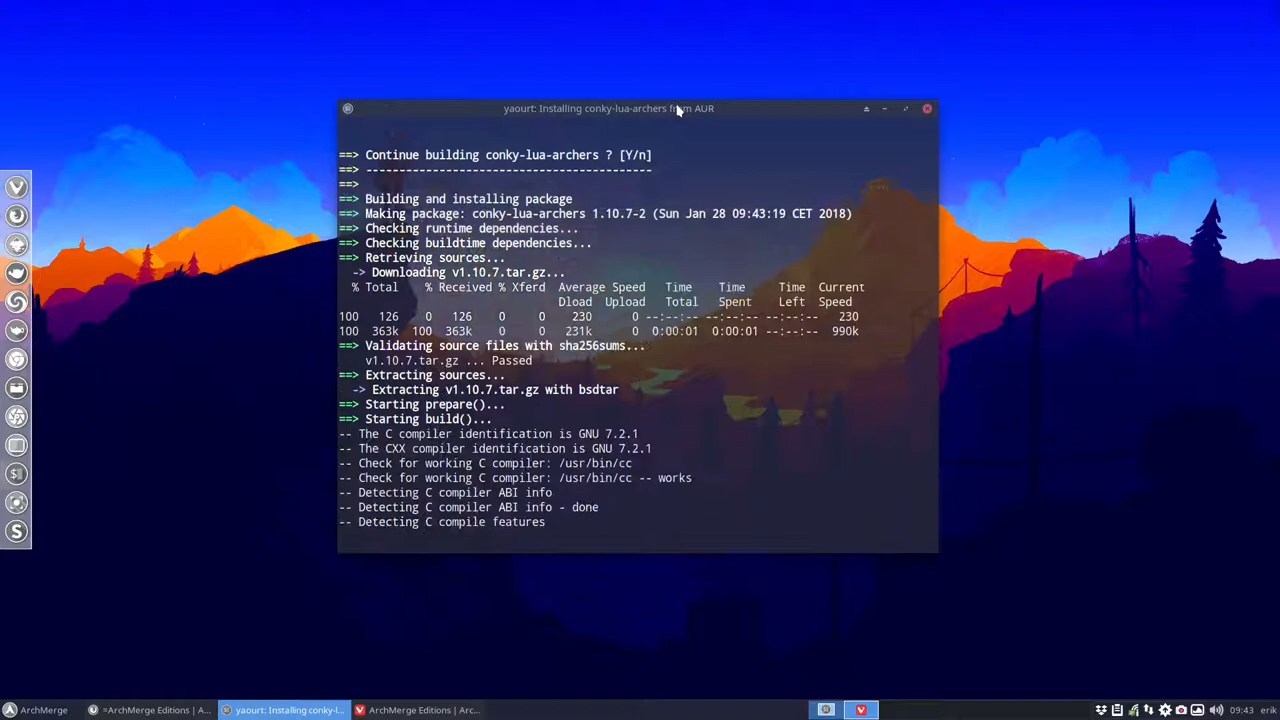 yaourt: Installing conky-lua-archers from AUR
==> Continue building conky-lua-archers ? [Y/n]
==> -------------------------------------------
==>
==> Building and installing package
==> Making package: conky-lua-archers 1.10.7-2 (Sun Jan 28 09:43:19 CET 2018)
==> Checking runtime dependencies...
==> Checking buildtime dependencies...
==> Retrieving sources...
-> Downloading v1.10.7.tar.gz...
% Total % Received % Xferd Average Speed Time Time Time Current
Dload Upload Total Spent Left Speed
100 126 0 126 0 0 230 0 --:--:-- --:--:-- --:--:-- 230
100 363k 100 363k 0 0 231k 0 0:00:01 0:00:01 --:--:-- 990k
==> Validating source files with sha256sums...
v1.10.7.tar.gz ... Passed
==> Extracting sources...
-> Extracting v1.10.7.tar.gz with bsdtar
==> Starting prepare()...
==> Starting build()...
-- The C compiler identification is GNU 7.2.1
-- The CXX compiler identification is GNU 7.2.1
-- Check for working C compiler: /usr/bin/cc
-- Check for working C compiler: /usr/bin/cc -- works
-- Detecting C compiler ABI info
-- Detecting C compiler ABI info - done
-- Detecting C compile features
ArchMerge =ArchMerge Editions | A... yaourt: Installing conky-l... ArchMerge Editions | Arc... 09:43 erik